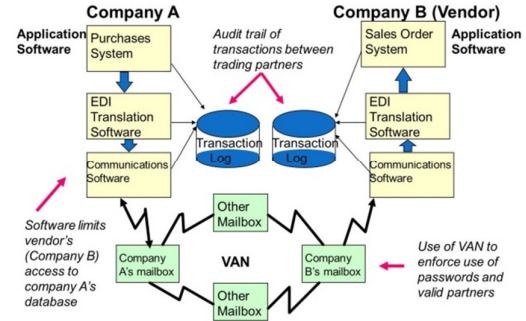 Company A
Company B (Vendor)
Application
Software
Purchases
System
Audit trail of
transactions between
trading partners
Sales Order
System
Application
Software
EDI
Translation
Software
Transaction
Log
Transaction
Log
EDI
Translation
Software
Communications
Software
Communications
Software
Software limits
vendor's
(Company B)
access to
company A's
database
Other
Mailbox
Company
A's mailbox
VAN
Company
B's mailbox
Other
Mailbox
Use of VAN to
enforce use of
passwords and
valid partners